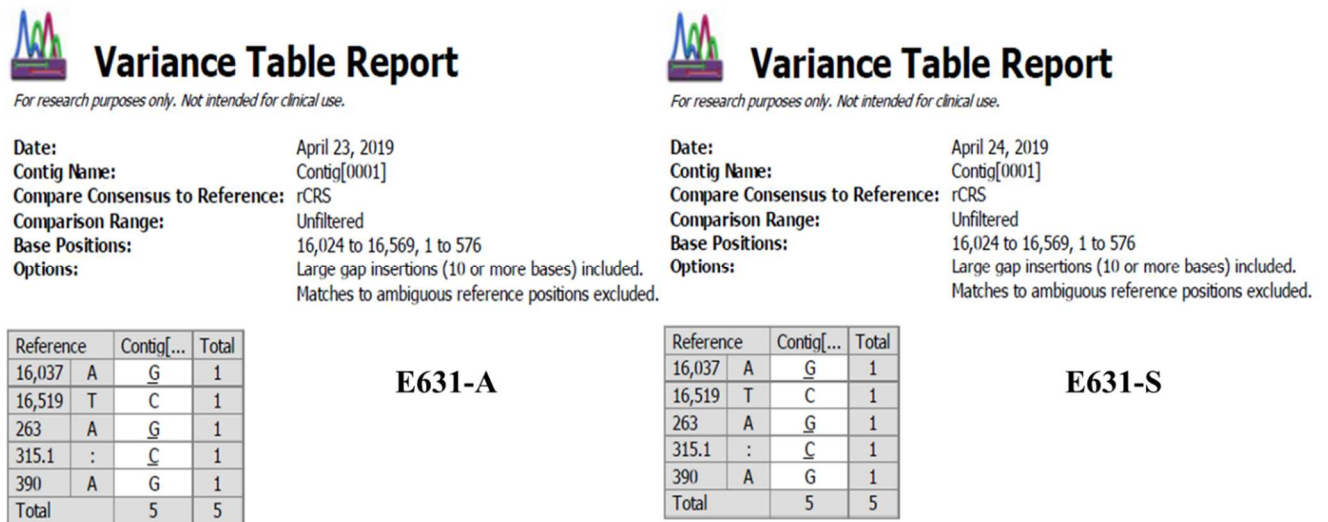 Variance Table Report
For research purposes only. Not intended for clinical use.
Date: April 23, 2019
Contig Name: Contig[0001]
Compare Consensus to Reference: rCRS
Comparison Range: Unfiltered
Base Positions: 16,024 to 16,569, 1 to 576
Options: Large gap insertions (10 or more bases) included.
Matches to ambiguous reference positions excluded.
Reference Contig[... Total
16,037 A G 1
16,519 T C 1
263 A G 1
315.1 : C 1
390 A G 1
Total 5 5
E631-A
Variance Table Report
For research purposes only. Not intended for clinical use.
Date: April 24, 2019
Contig Name: Contig[0001]
Compare Consensus to Reference: rCRS
Comparison Range: Unfiltered
Base Positions: 16,024 to 16,569, 1 to 576
Options: Large gap insertions (10 or more bases) included.
Matches to ambiguous reference positions excluded.
Reference Contig[... Total
16,037 A G 1
16,519 T C 1
263 A G 1
315.1 : C 1
390 A G 1
Total 5 5
E631-S